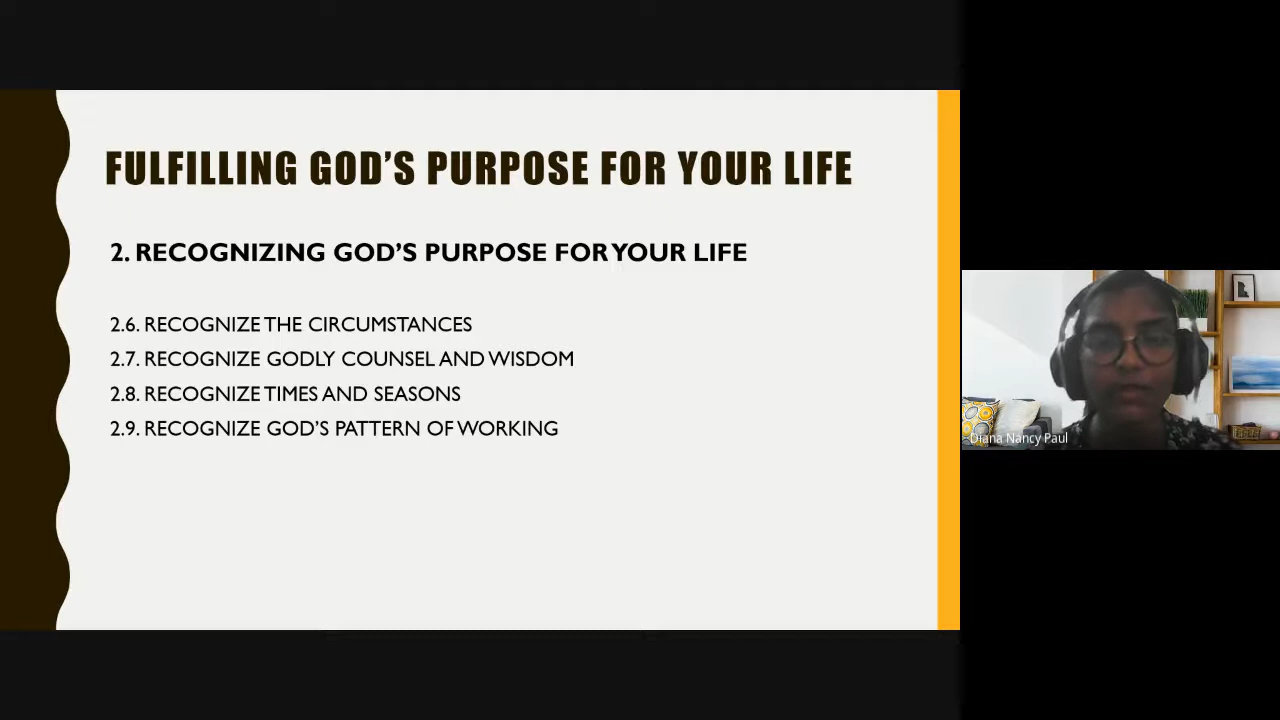 FULFILLING GOD'S PURPOSE FOR YOUR LIFE
2. RECOGNIZING GOD'S PURPOSE FOR YOUR LIFE
2.6. RECOGNIZE THE CIRCUMSTANCES
2.7. RECOGNIZE GODLY COUNSEL AND WISDOM
2.8. RECOGNIZE TIMES AND SEASONS
2.9. RECOGNIZE GOD'S PATTERN OF WORKING
Diana Nancy Paul